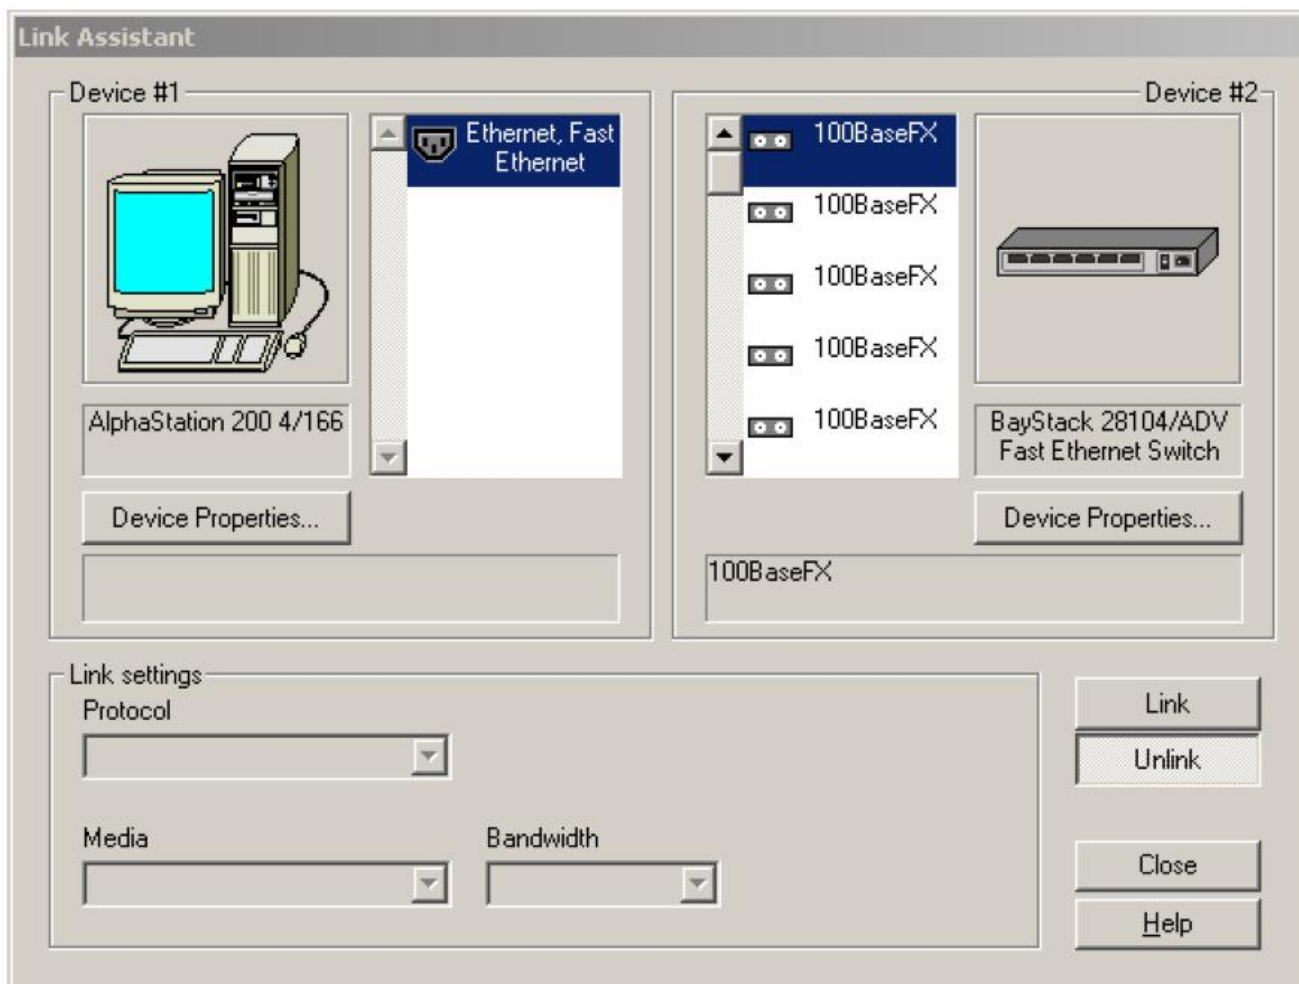 Link Assistant
Device #1
Ethernet, Fast
Ethernet
AlphaStation 200 4/166
Device Properties...
Device #2
100BaseFX
100BaseFX
100BaseFX
100BaseFX
100BaseFX
BayStack 28104/ADV
Fast Ethernet Switch
Device Properties...
100BaseFX
Link settings
Protocol
Media
Bandwidth
Link
Unlink
Close
Help